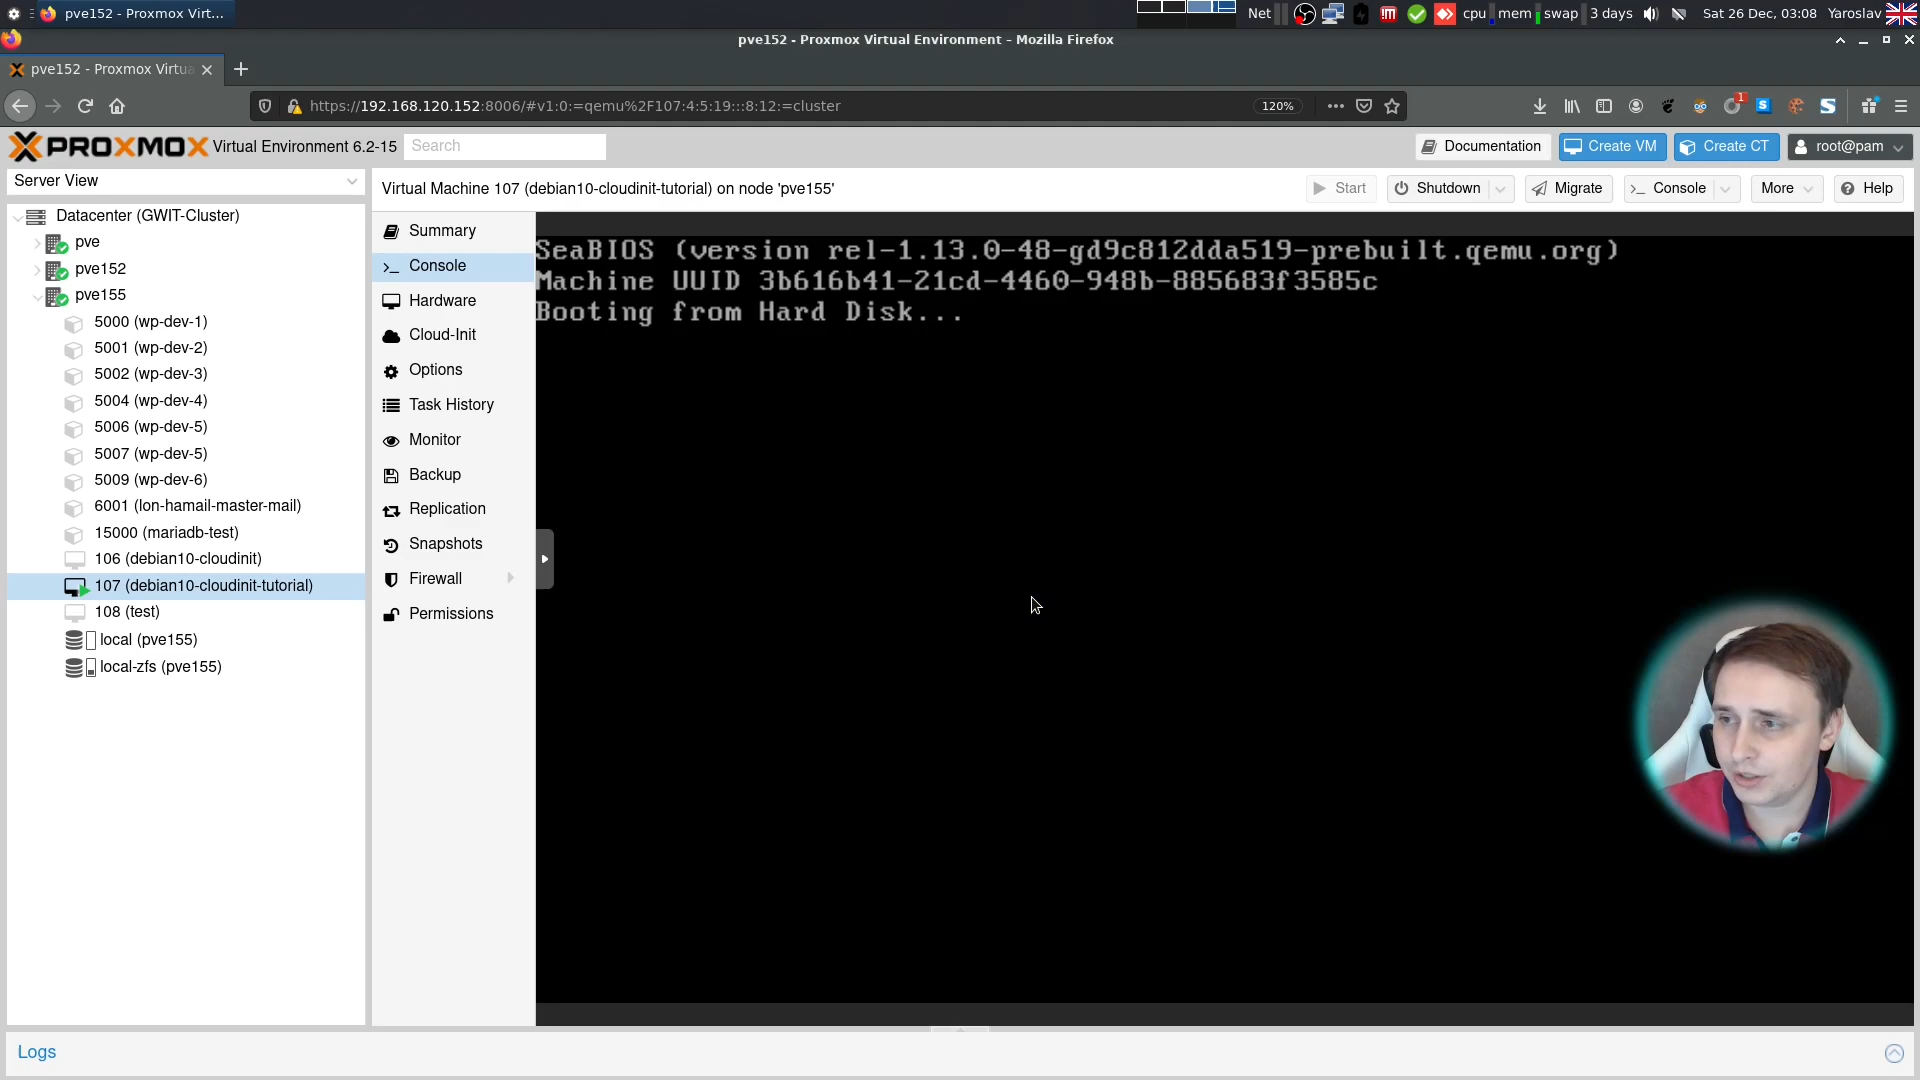 pve152 - Proxmox Virt...
Net
cpu
mem
swap
3 days
Sat 26 Dec, 03:08
Yaroslav
pve152 - Proxmox Virtual Environment - Mozilla Firefox
pve152 - Proxmox Virtua
https://192.168.120.152:8006/#v1:0:=qemu%2F107:4:5:19:::8:12:=cluster
120%
1
PROXMOX Virtual Environment 6.2-15
Search
Documentation
Create VM
Create CT
root@pam
Server View
Datacenter (GWIT-Cluster)
pve
pve152
pve155
5000 (wp-dev-1)
5001 (wp-dev-2)
5002 (wp-dev-3)
5004 (wp-dev-4)
5006 (wp-dev-5)
5007 (wp-dev-5)
5009 (wp-dev-6)
6001 (lon-hamail-master-mail)
15000 (mariadb-test)
106 (debian10-cloudinit)
107 (debian10-cloudinit-tutorial)
108 (test)
local (pve155)
local-zfs (pve155)
Virtual Machine 107 (debian10-cloudinit-tutorial) on node 'pve155'
Start
Shutdown
Migrate
Console
More
Help
Summary
Console
Hardware
Cloud-Init
Options
Task History
Monitor
Backup
Replication
Snapshots
Firewall
Permissions
SeaBIOS (version rel-1.13.0-48-gd9c812dda519-prebuilt.qemu.org)
Machine UUID 3b616b41-21cd-4460-948b-885683f3585c
Booting from Hard Disk...
Logs